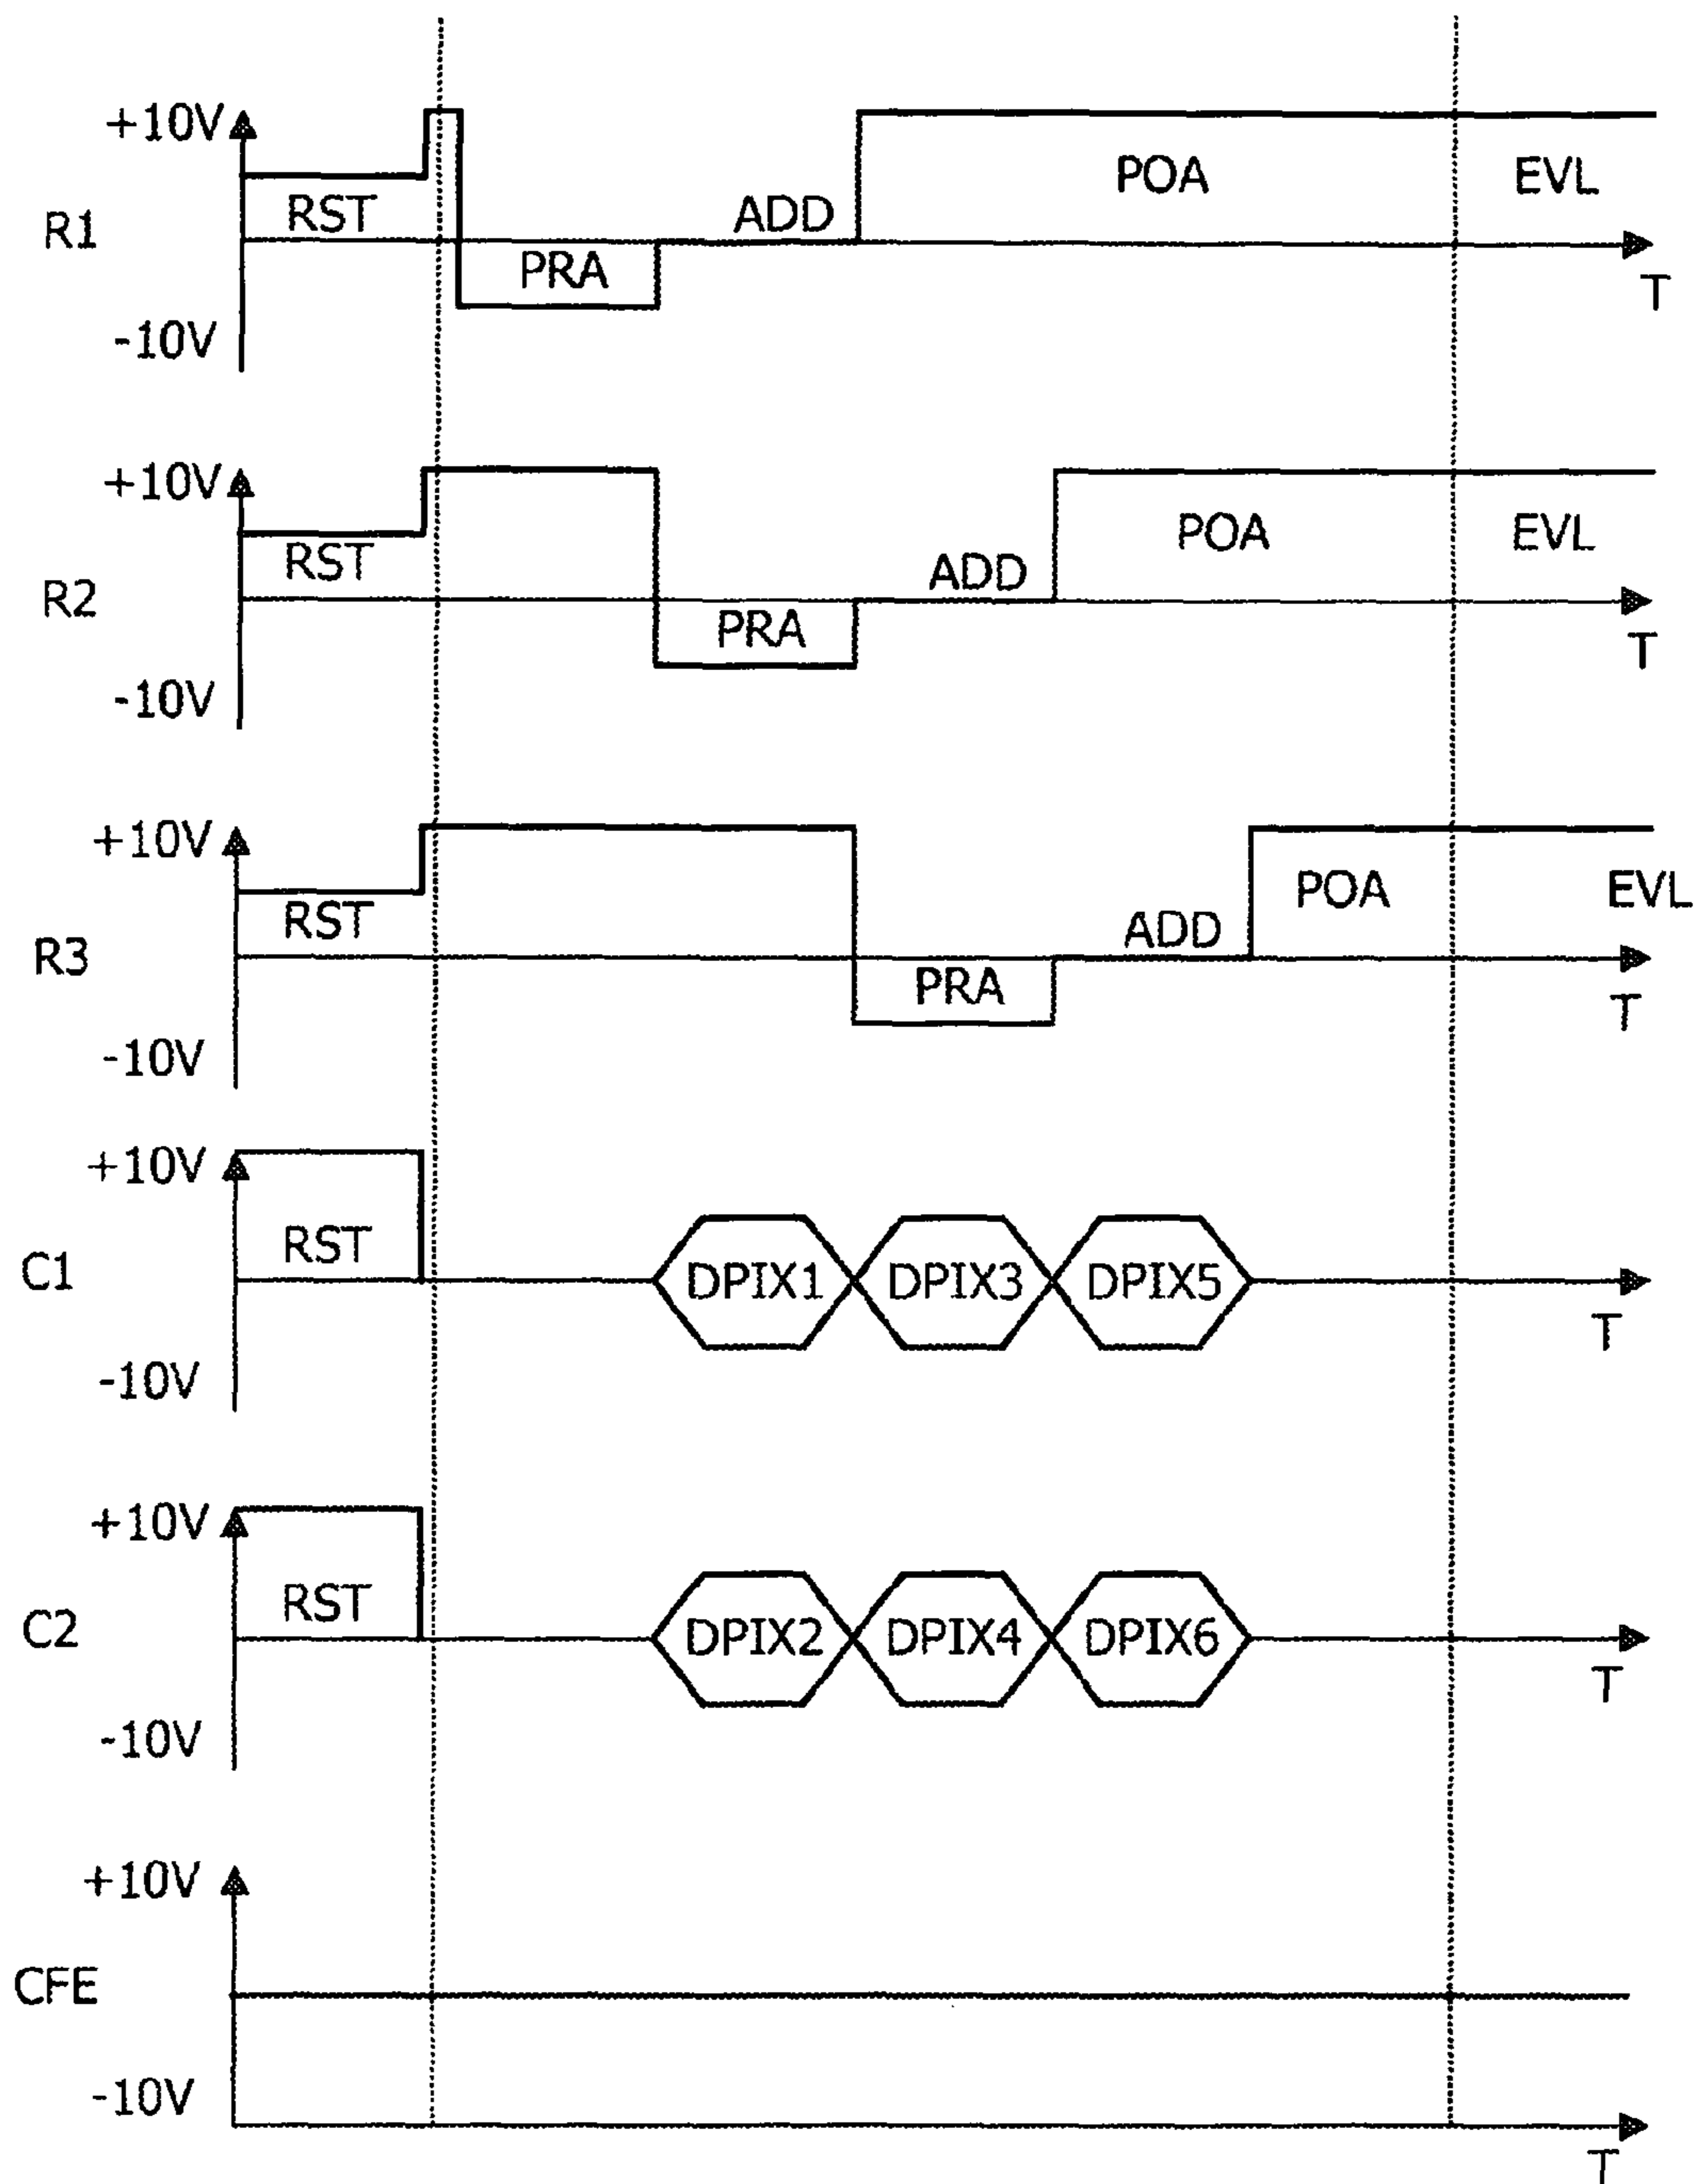 +10V
R1
-10V
RST
PRA
ADD
POA
EVL
T
+10V
R2
-10V
RST
PRA
ADD
POA
EVL
T
+10V
R3
-10V
RST
PRA
ADD
POA
EVL
T
+10V
C1
-10V
RST
DPIX1
DPIX3
DPIX5
T
+10V
C2
-10V
RST
DPIX2
DPIX4
DPIX6
T
+10V
CFE
-10V
T